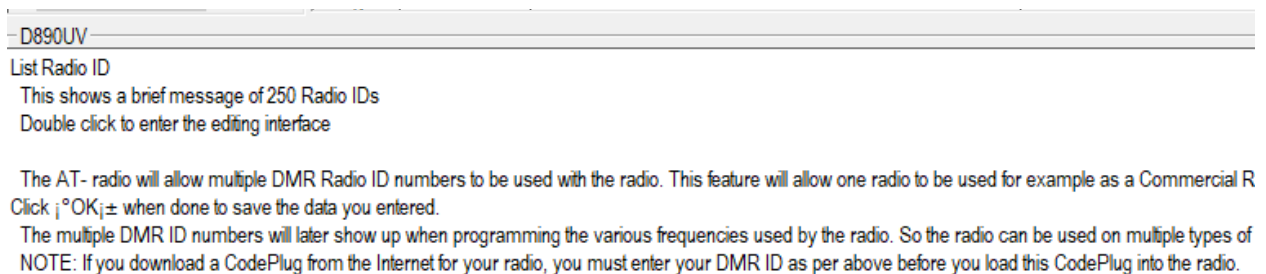 D890UV
List Radio ID
This shows a brief message of 250 Radio IDs
Double click to enter the editing interface
The AT- radio will allow multiple DMR Radio ID numbers to be used with the radio. This feature will allow one radio to be used for example as a Commercial R
Click ¡°OK¡± when done to save the data you entered.
The multiple DMR ID numbers will later show up when programming the various frequencies used by the radio. So the radio can be used on multiple types of
NOTE: If you download a CodePlug from the Internet for your radio, you must enter your DMR ID as per above before you load this CodePlug into the radio.